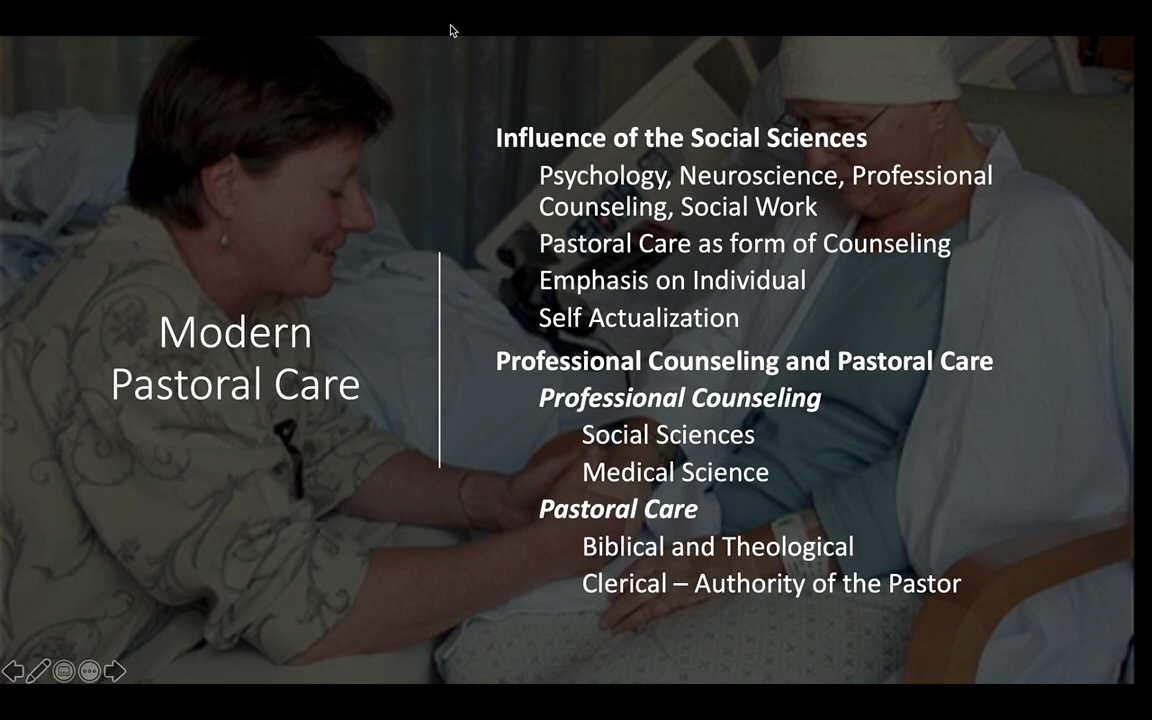 Modern
Pastoral Care
Influence of the Social Sciences
Psychology, Neuroscience, Professional
Counseling, Social Work
Pastoral Care as form of Counseling
Emphasis on Individual
Self Actualization
Professional Counseling and Pastoral Care
Professional Counseling
Social Sciences
Medical Science
Pastoral Care
Biblical and Theological
Clerical – Authority of the Pastor